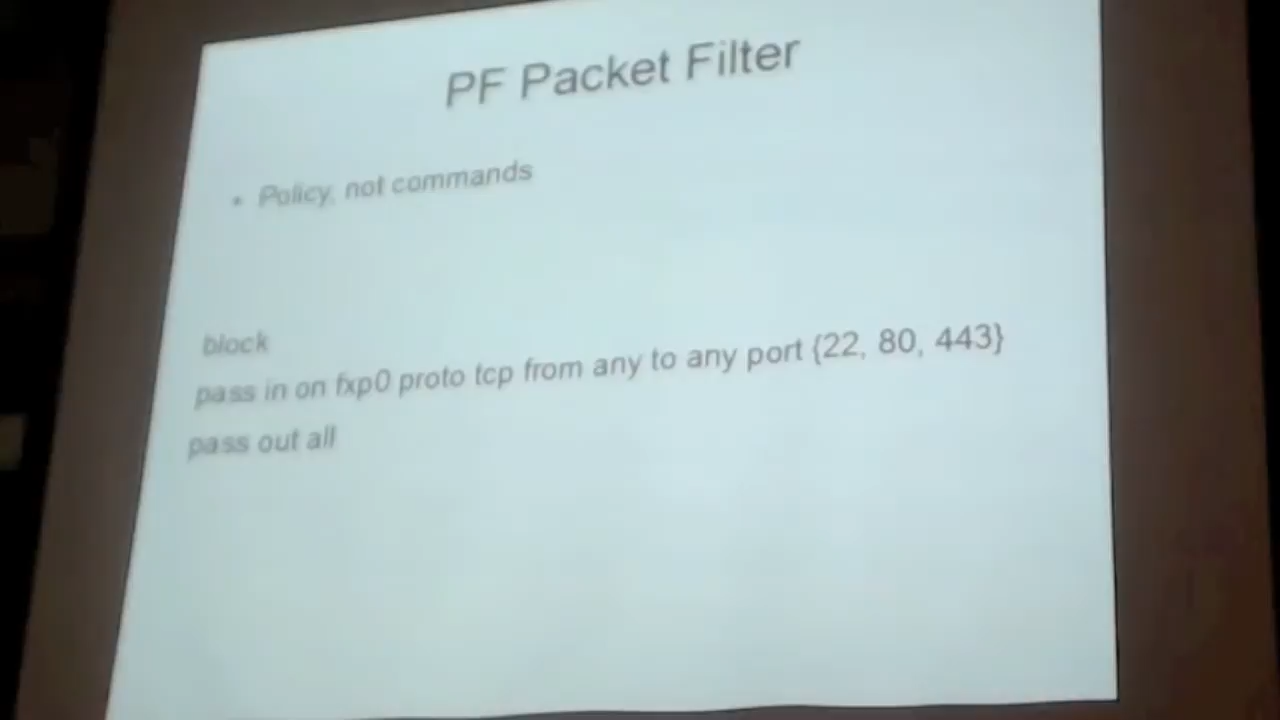 PF Packet Filter
• Policy, not commands
block
pass in on fxp0 proto tcp from any to any port {22, 80, 443}
pass out all